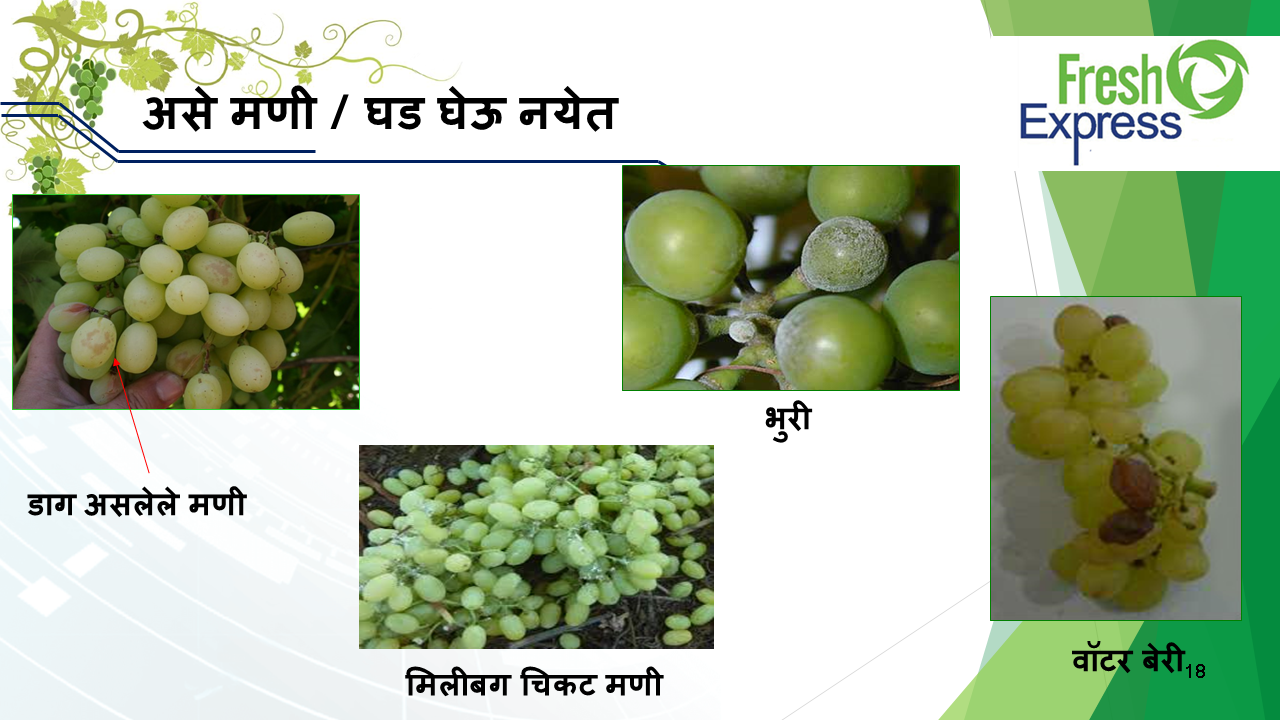 असे मणी / घड घेऊ नयेत
Fresh
Express
भुरी
डाग असलेले मणी
मिलीबग चिकट मणी
वॉटर बेरी
18